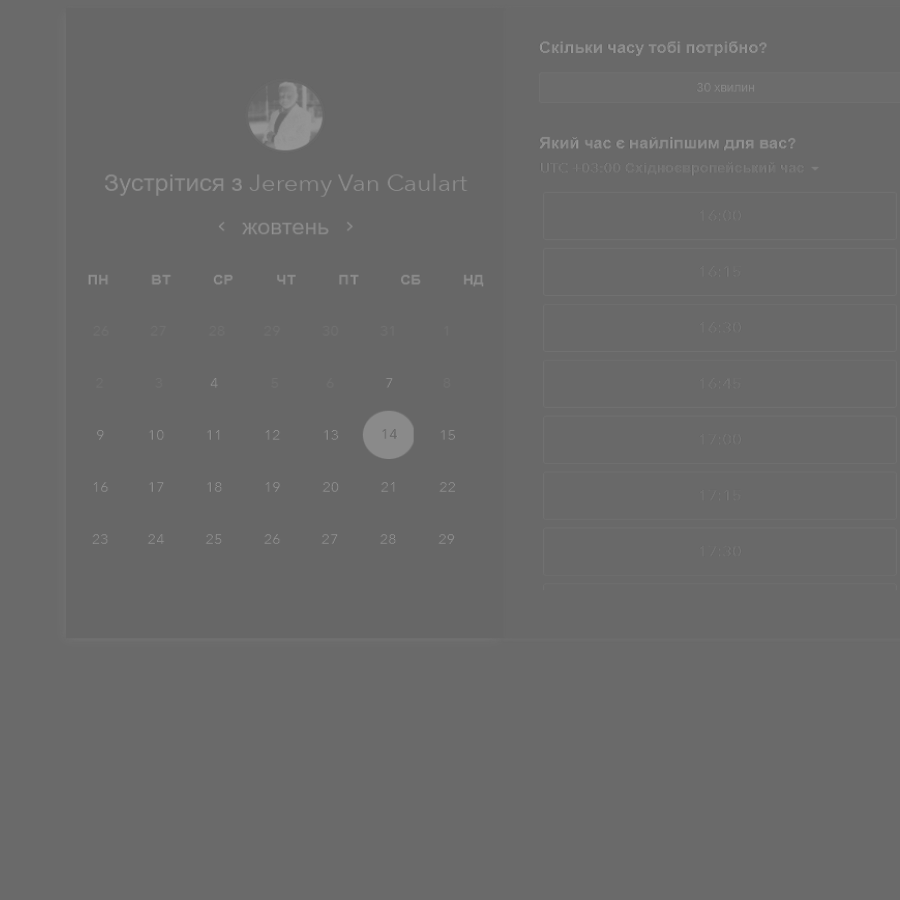 Зустрітися з Jeremy Van Caulart
жовтень
ПН ВТ СР ЧТ ПТ СБ НД
26 27 28 29 30 31 1
2 3 4 5 6 7 8
9 10 11 12 13 14 15
16 17 18 19 20 21 22
23 24 25 26 27 28 29
Скільки часу тобі потрібно?
30 хвилин
Який час є найліпшим для вас?
UTC +03:00 Східноєвропейський час
16:00
16:15
16:30
16:45
17:00
17:15
17:30